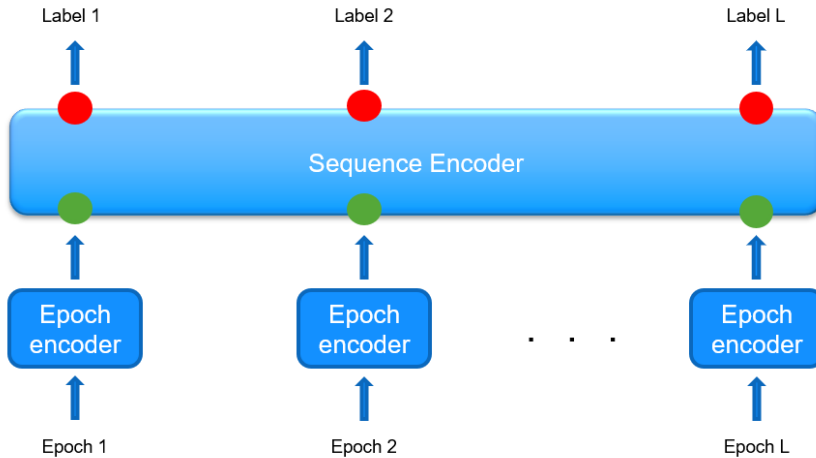 Label 1
Label 2
Label L
Sequence Encoder
Epoch
encoder
Epoch
encoder
. . .
Epoch
encoder
Epoch 1
Epoch 2
Epoch L